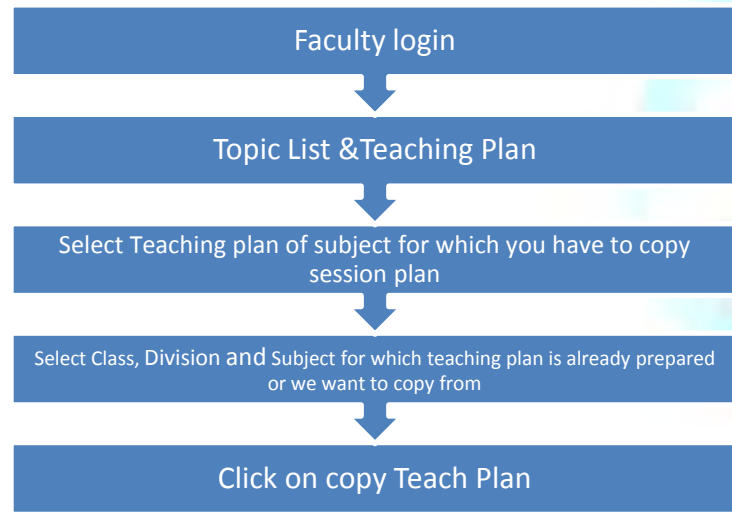 Faculty login
Topic List &Teaching Plan
Select Teaching plan of subject for which you have to copy
session plan
Select Class, Division and Subject for which teaching plan is already prepared
or we want to copy from
Click on copy Teach Plan